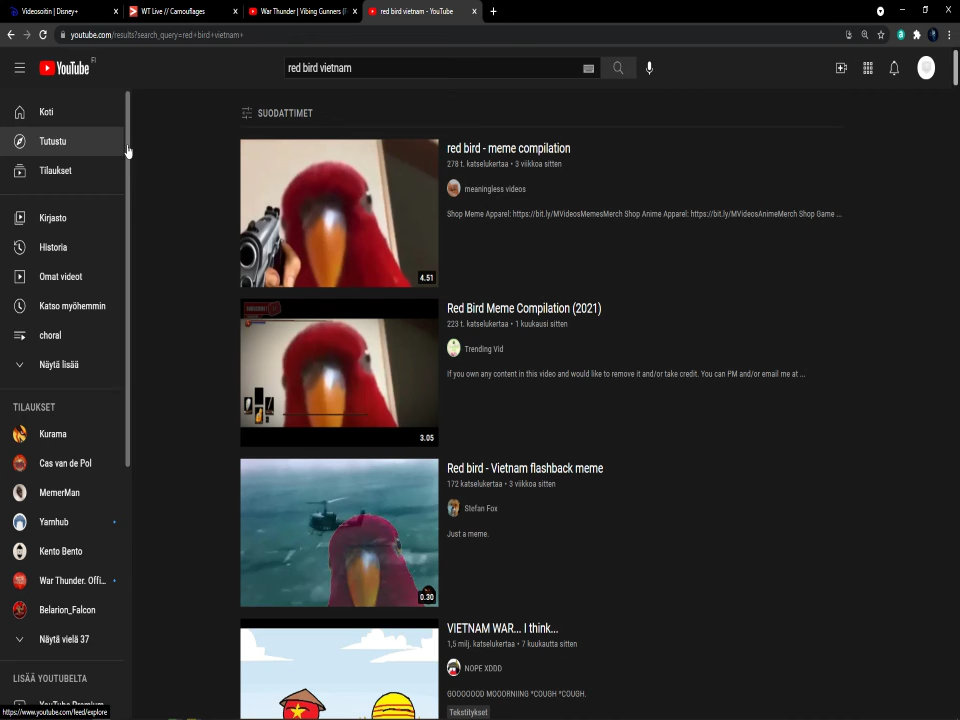 Videosoitin | Disney+
WT Live // Camouflages
War Thunder | Vibing Gunners (
red bird vietnam - YouTube
youtube.com/results?search_query=red+bird+vietnam+
YouTube FI
red bird vietnam
Koti
Tutustu
Tilaukset
Kirjasto
Historia
Omat videot
Katso myöhemmin
choral
Näytä lisää
TILAUKSET
Kurama
Cas van de Pol
MemerMan
Yarnhub
Kento Bento
War Thunder. Offi...
Belarion_Falcon
Näytä vielä 37
LISÄÄ YOUTUBELTA
YouTube Premium
https://www.youtube.com/feed/explore
SUODATTIMET
4.51
red bird - meme compilation
278 t. katselukertaa • 3 viikkoa sitten
meaningless videos
Shop Meme Apparel: https://bit.ly/MVideosMemesMerch Shop Anime Apparel: https://bit.ly/MVideosAnimeMerch Shop Game ...
3.05
Red Bird Meme Compilation (2021)
223 t. katselukertaa • 1 kuukausi sitten
Trending Vid
If you own any content in this video and would like to remove it and/or take credit. You can PM and/or email me at ...
0.30
Red bird - Vietnam flashback meme
172 katselukertaa • 3 viikkoa sitten
Stefan Fox
Just a meme.
VIETNAM WAR... I think...
1,5 milj. katselukertaa • 7 kuukautta sitten
NOPE XDDD
GOOOOOOD MOOORNIING *COUGH *COUGH.
Tekstitykset